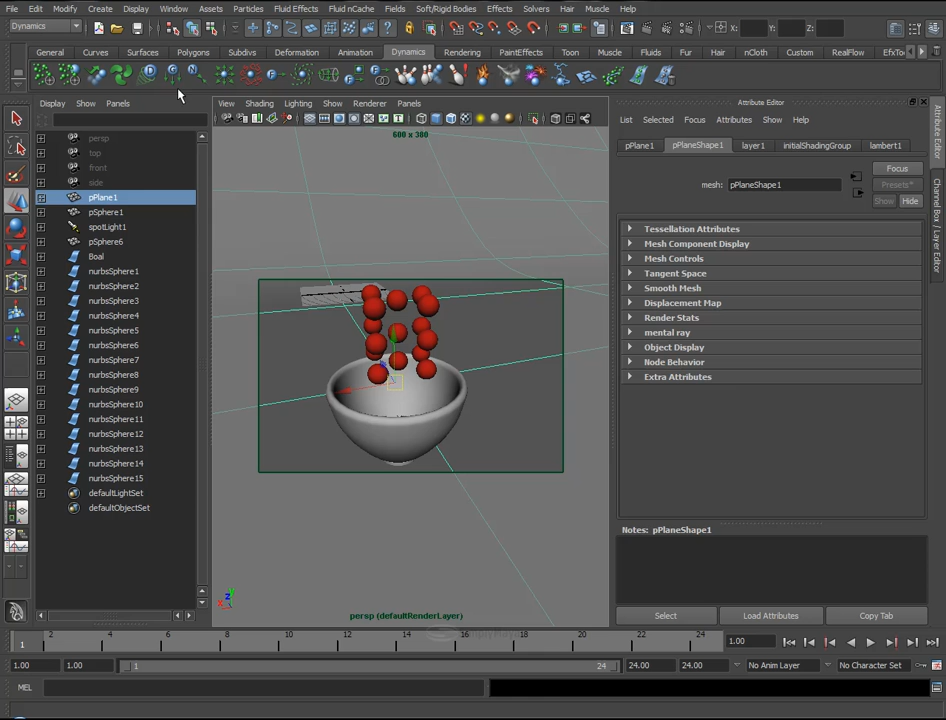 File Edit Modify Create Display Window Assets Particles Fluid Effects Fluid nCache Fields Soft/Rigid Bodies Effects Solvers Hair Muscle Help
Dynamics
X: Y: Z:
General Curves Surfaces Polygons Subdivs Deformation Animation Dynamics Rendering PaintEffects Toon Muscle Fluids Fur Hair nCloth Custom RealFlow EfxToo
Display Show Panels
View Shading Lighting Show Renderer Panels
Attribute Editor
List Selected Focus Attributes Show Help
600 x 380
persp
top
front
side
pPlane1
pSphere1
spotLight1
pSphere6
Boal
nurbsSphere1
nurbsSphere2
nurbsSphere3
nurbsSphere4
nurbsSphere5
nurbsSphere6
nurbsSphere7
nurbsSphere8
nurbsSphere9
nurbsSphere10
nurbsSphere11
nurbsSphere12
nurbsSphere13
nurbsSphere14
nurbsSphere15
defaultLightSet
defaultObjectSet
persp (defaultRenderLayer)
pPlane1 pPlaneShape1 layer1 initialShadingGroup lambert1
Focus
mesh: pPlaneShape1
Presets*
Show Hide
Tessellation Attributes
Mesh Component Display
Mesh Controls
Tangent Space
Smooth Mesh
Displacement Map
Render Stats
mental ray
Object Display
Node Behavior
Extra Attributes
Notes: pPlaneShape1
Select Load Attributes Copy Tab
Attribute Editor
Channel Box / Layer Editor
1 2 4 6 8 10 12 14 16 18 20 22 24 1.00
1.00 1.00 1 24 24.00 24.00 No Anim Layer No Character Set
MEL